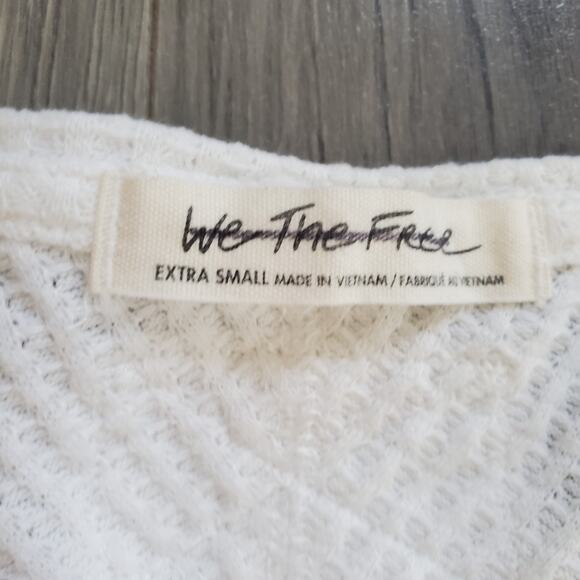 We The Free
EXTRA SMALL MADE IN VIETNAM / FABRIQUÉ AU VIETNAM